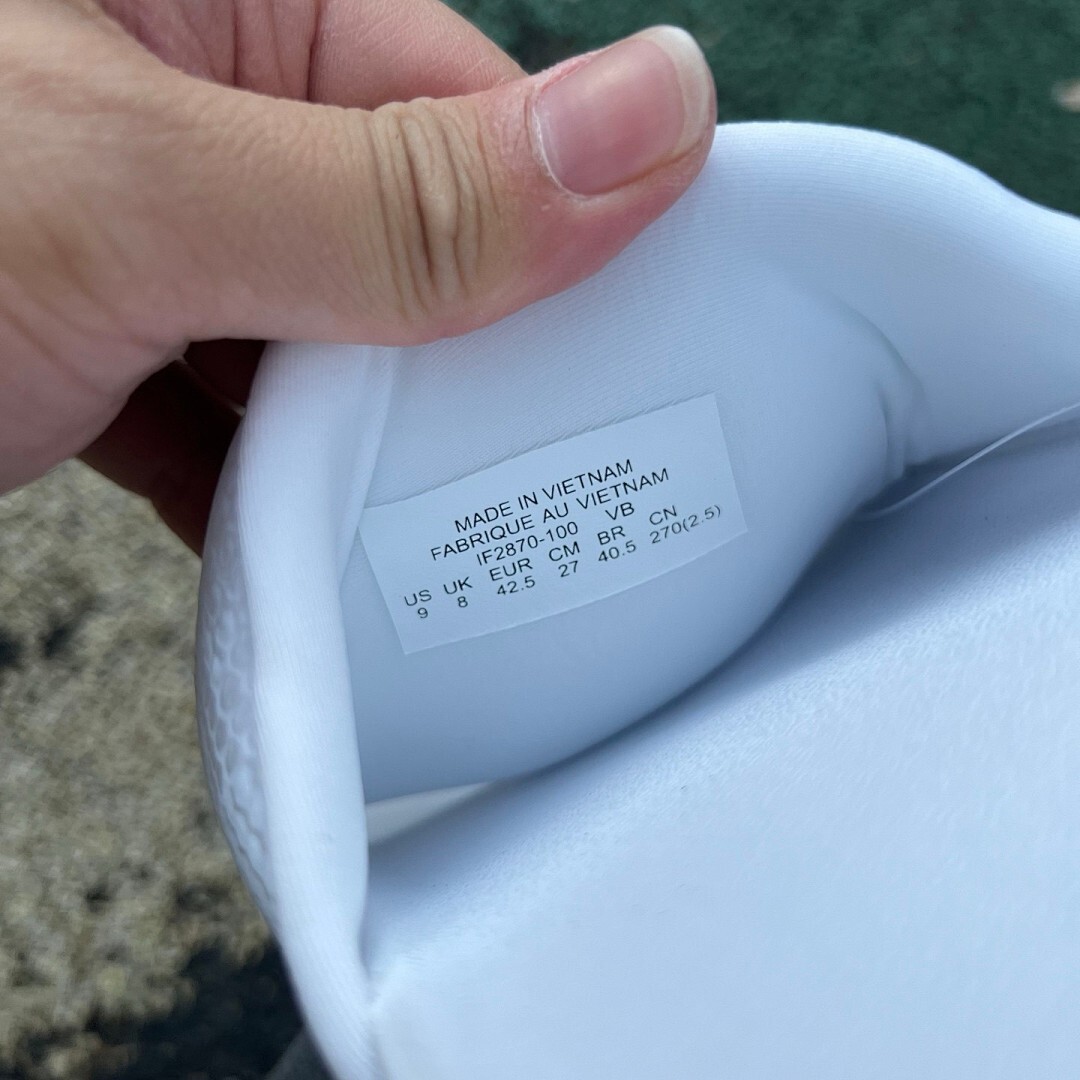 MADE IN VIETNAM
FABRIQUE AU VIETNAM
IF2870-100 VB
US UK EUR CM BR CN
9 8 42.5 27 40.5 270(2.5)